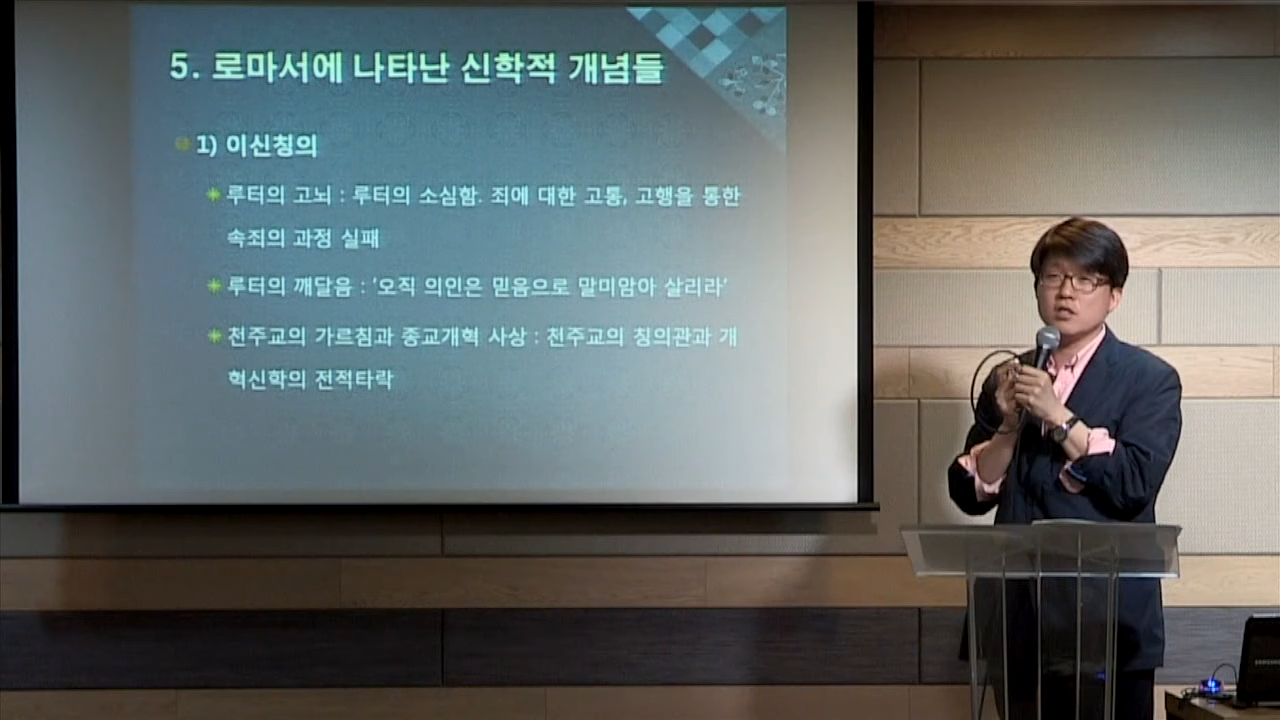 5. 로마서에 나타난 신학적 개념들
1) 이신칭의
루터의 고뇌 : 루터의 소심함. 죄에 대한 고통, 고행을 통한
속죄의 과정 실패
루터의 깨달음 : '오직 의인은 믿음으로 말미암아 살리라'
천주교의 가르침과 종교개혁 사상 : 천주교의 칭의관과 개
혁신학의 전적타락